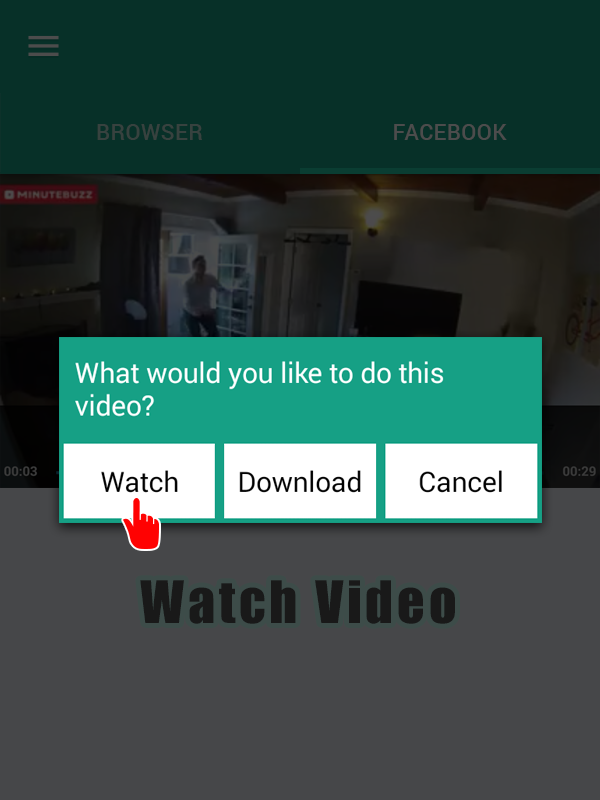 BROWSER
FACEBOOK
MINUTEBUZZ
What would you like to do this
video?
Watch
Download
Cancel
00:03
00:29
Watch Video